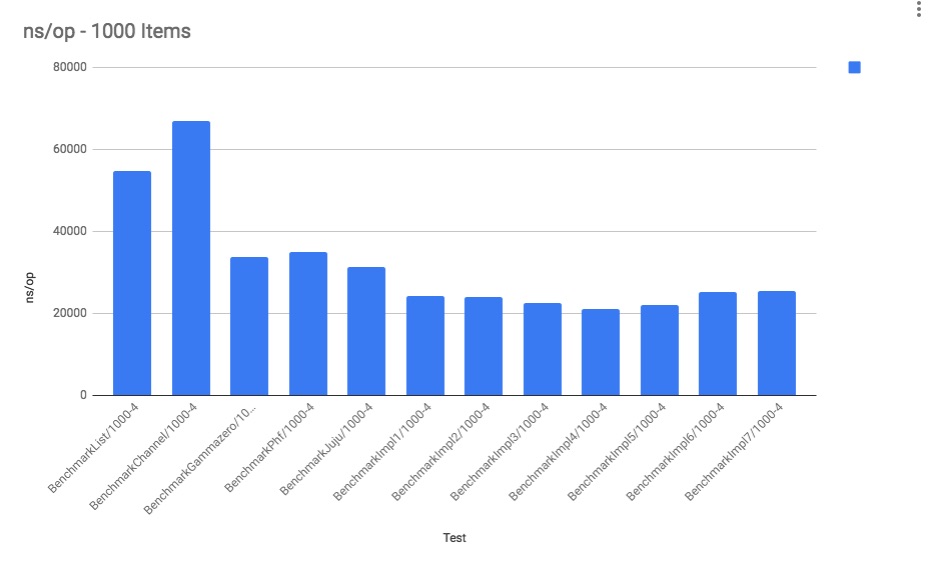 ns/op - 1000 Items
80000
60000
40000
20000
0
ns/op
BenchmarkList/1000-4
BenchmarkChannel/1000-4
BenchmarkGammazero/10...
BenchmarkPhf/1000-4
BenchmarkJuju/1000-4
BenchmarkImpl1/1000-4
BenchmarkImpl2/1000-4
BenchmarkImpl3/1000-4
BenchmarkImpl4/1000-4
BenchmarkImpl5/1000-4
BenchmarkImpl6/1000-4
BenchmarkImpl7/1000-4
Test